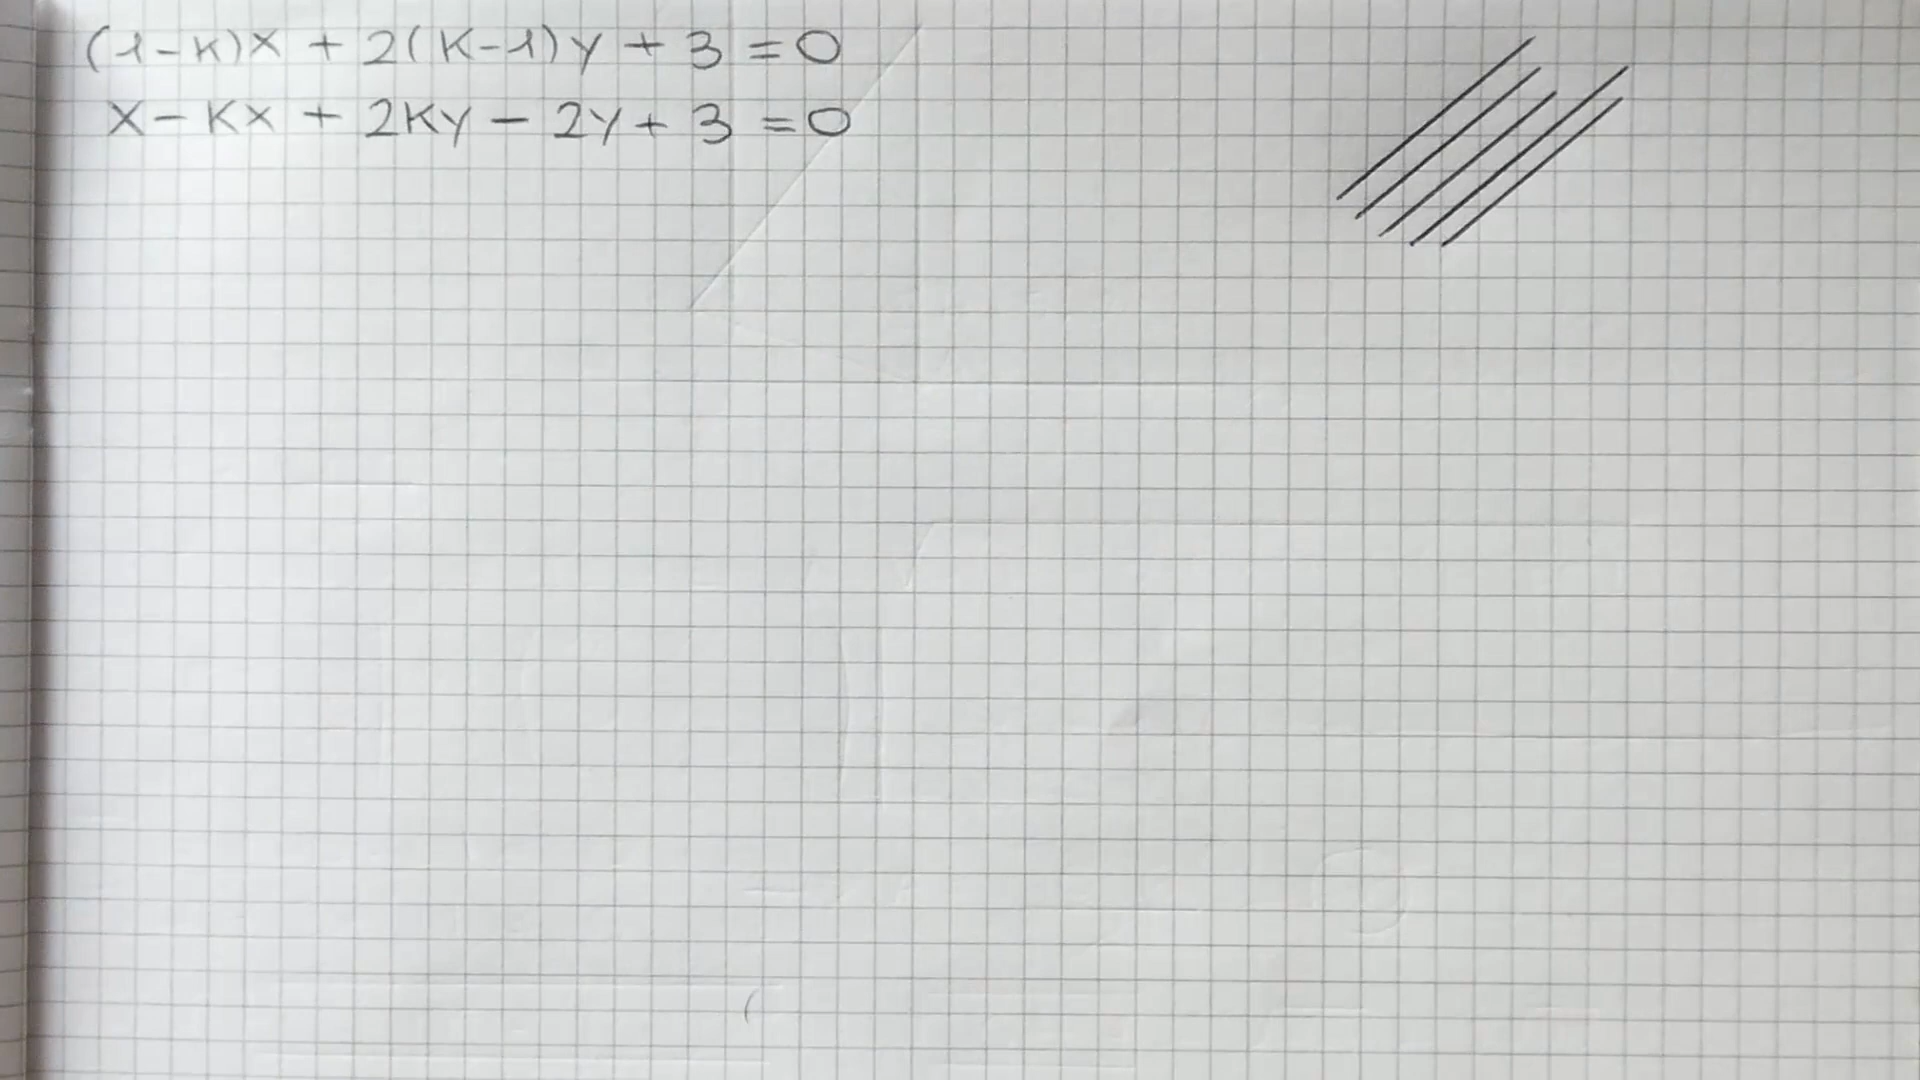 (1-K)x + 2(K-1)y + 3 = 0
x - Kx + 2Ky - 2y + 3 = 0